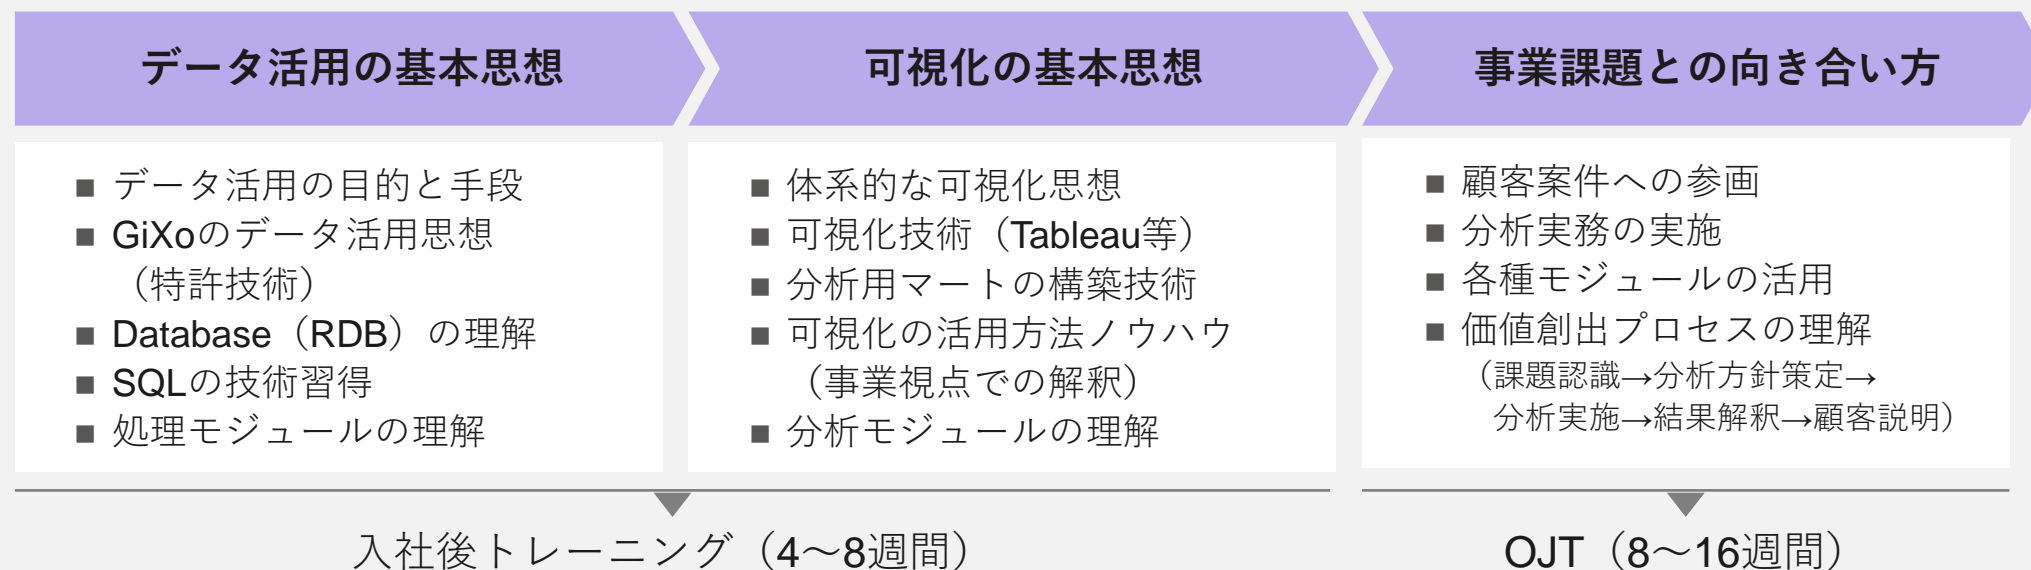 データ活用の基本思想
可視化の基本思想
事業課題との向き合い方
■ データ活用の目的と手段
■ GiXoのデータ活用思想
（特許技術）
■ Database（RDB）の理解
■ SQLの技術習得
■ 処理モジュールの理解
■ 体系的な可視化思想
■ 可視化技術（Tableau等）
■ 分析用マートの構築技術
■ 可視化の活用方法ノウハウ
（事業視点での解釈）
■ 分析モジュールの理解
■ 顧客案件への参画
■ 分析実務の実施
■ 各種モジュールの活用
■ 価値創出プロセスの理解
（課題認識→分析方針策定→
分析実施→結果解釈→顧客説明）
入社後トレーニング（4～8週間）
OJT（8～16週間）